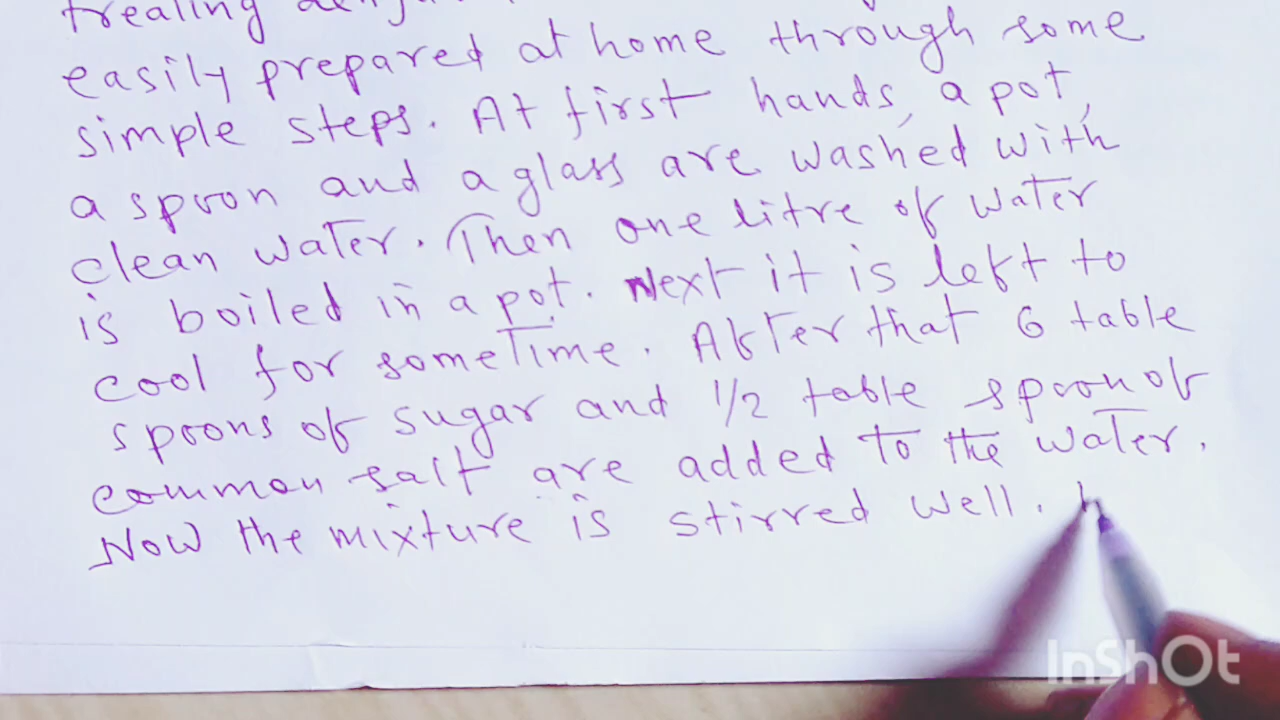 treating
easily prepared at home through some
simple steps. At first hands, a pot,
a spoon and a glass are washed with
clean water. Then one litre of water
is boiled in a pot. Next it is left to
cool for sometime. After that 6 table
spoons of sugar and 1/2 table spoon of
common salt are added to the water.
Now the mixture is stirred well.
InShOt